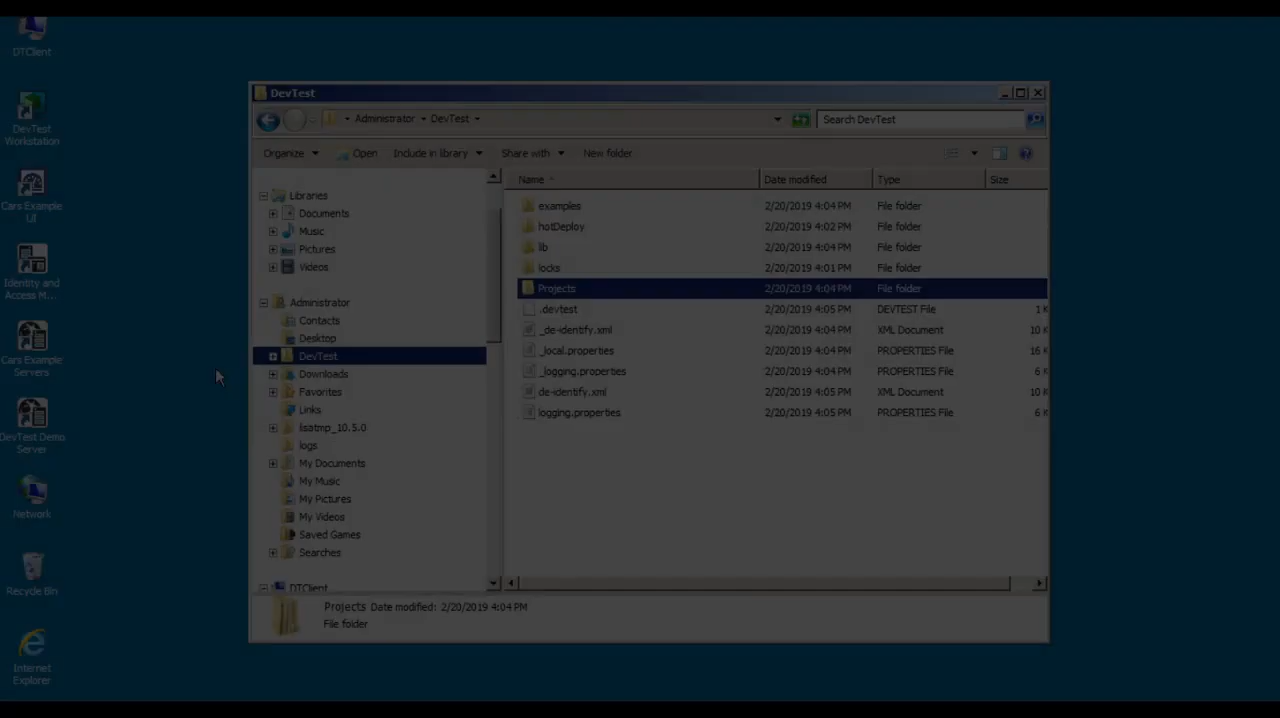 DTClient
DevTest
Workstation
Cars Example
UI
Identity and
Access M...
Cars Example
Servers
DevTest Demo
Server
Network
Recycle Bin
Internet
Explorer
DevTest
Administrator DevTest
Search DevTest
Organize Open Include in library Share with New folder
Libraries
Documents
Music
Pictures
Videos
Administrator
Contacts
Desktop
DevTest
Downloads
Favorites
Links
lisatmp_10.5.0
logs
My Documents
My Music
My Pictures
My Videos
Saved Games
Searches
DTClient
Name Date modified Type Size
examples 2/20/2019 4:04 PM File folder
hotDeploy 2/20/2019 4:02 PM File folder
lib 2/20/2019 4:04 PM File folder
locks 2/20/2019 4:01 PM File folder
Projects 2/20/2019 4:04 PM File folder
.devtest 2/20/2019 4:05 PM DEVTEST File 1 K
_de-identify.xml 2/20/2019 4:04 PM XML Document 10 K
_local.properties 2/20/2019 4:04 PM PROPERTIES File 16 K
_logging.properties 2/20/2019 4:04 PM PROPERTIES File 6 K
de-identify.xml 2/20/2019 4:05 PM XML Document 10 K
logging.properties 2/20/2019 4:05 PM PROPERTIES File 6 K
Projects Date modified: 2/20/2019 4:04 PM
File folder